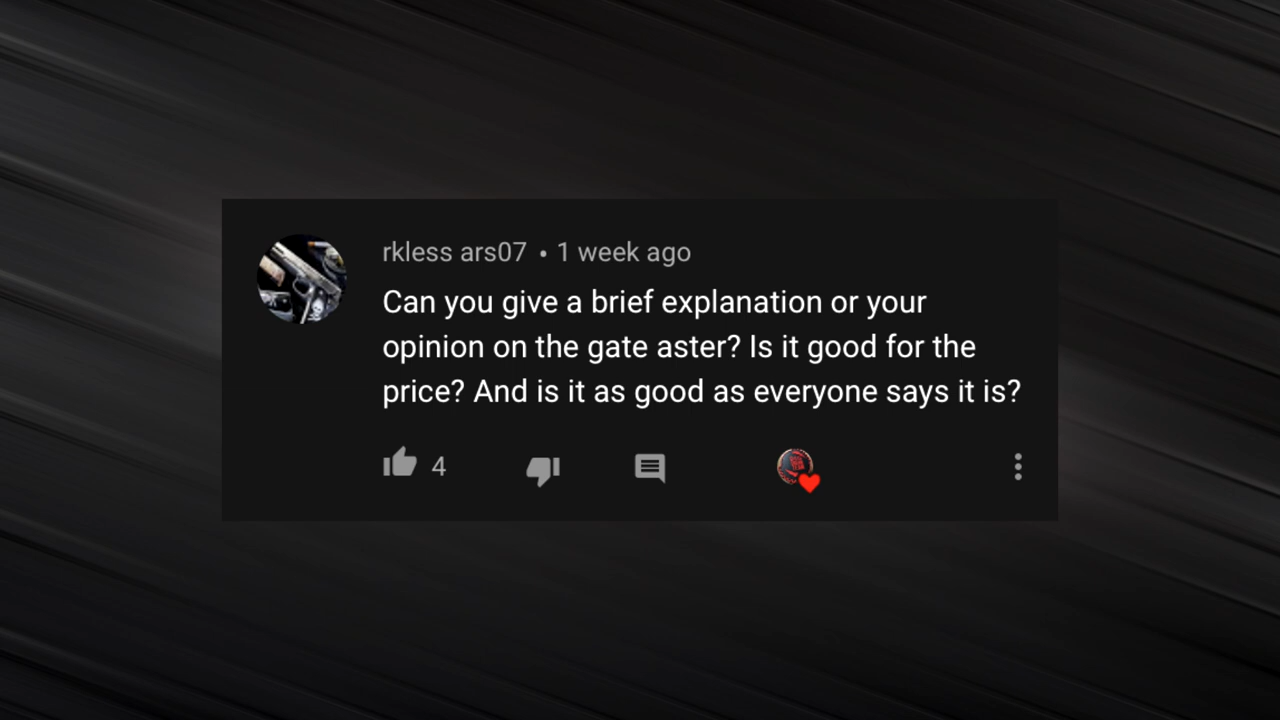 rkless ars07 • 1 week ago
Can you give a brief explanation or your
opinion on the gate aster? Is it good for the
price? And is it as good as everyone says it is?
4